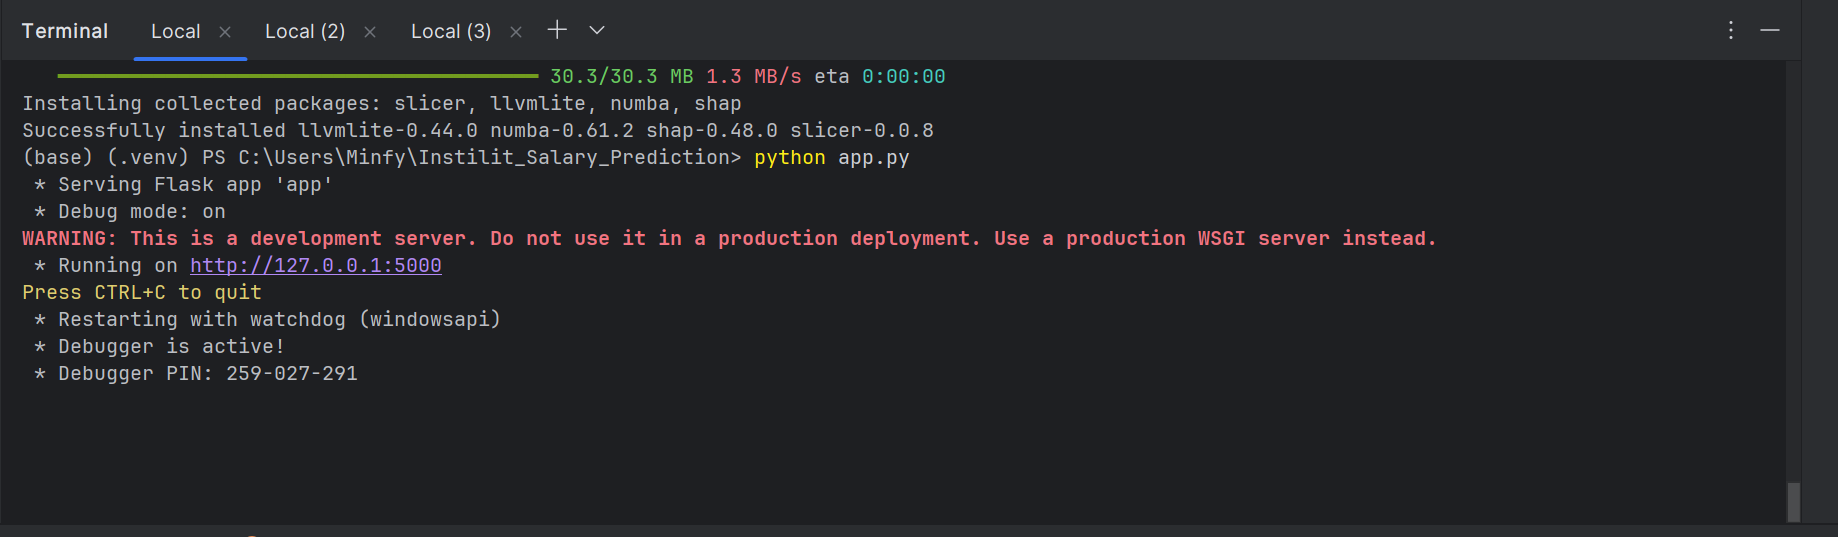 Terminal Local Local (2) Local (3)
30.3/30.3 MB 1.3 MB/s eta 0:00:00
Installing collected packages: slicer, llvmlite, numba, shap
Successfully installed llvmlite-0.44.0 numba-0.61.2 shap-0.48.0 slicer-0.0.8
(base) (.venv) PS C:\Users\Minfy\Instilit_Salary_Prediction> python app.py
* Serving Flask app 'app'
* Debug mode: on
WARNING: This is a development server. Do not use it in a production deployment. Use a production WSGI server instead.
* Running on http://127.0.0.1:5000
Press CTRL+C to quit
* Restarting with watchdog (windowsapi)
* Debugger is active!
* Debugger PIN: 259-027-291